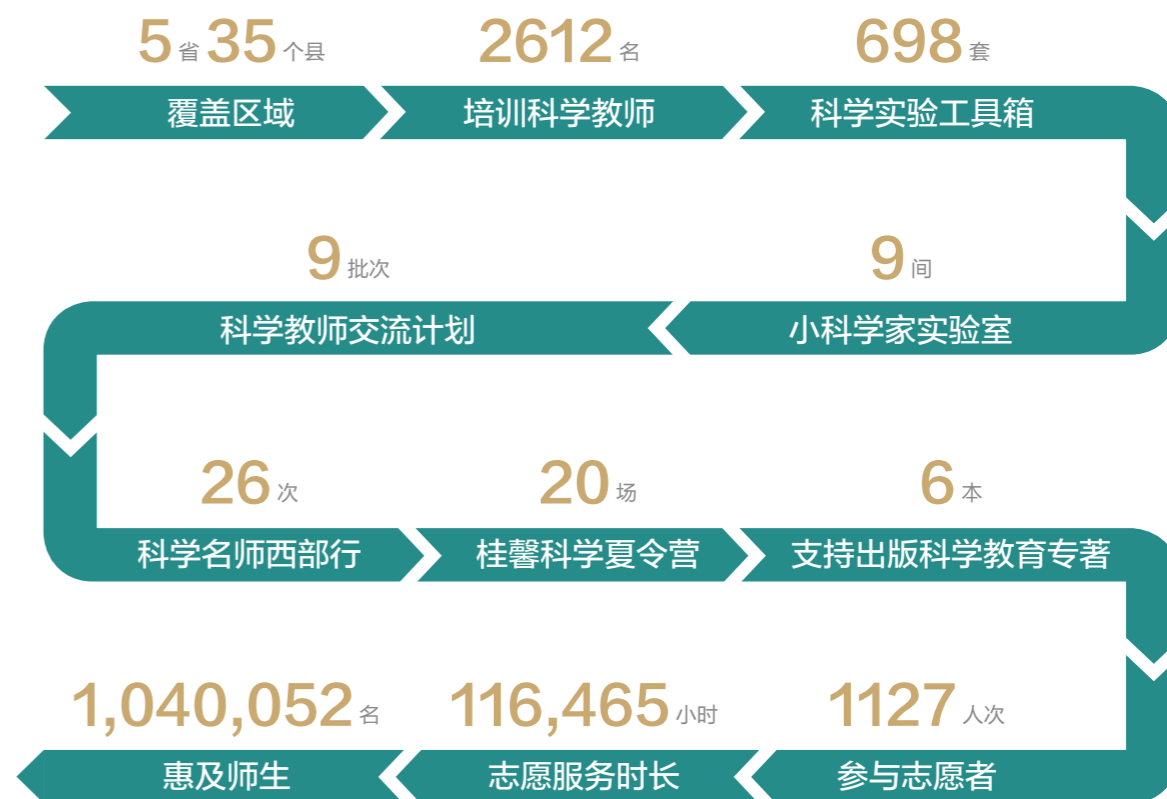 5省35个县 2612名 698套
覆盖区域 培训科学教师 科学实验工具箱
9批次 9间
科学教师交流计划 小科学家实验室
26次 20场 6本
科学名师西部行 桂馨科学夏令营 支持出版科学教育专著
1,040,052名 116,465小时 1127人次
惠及师生 志愿服务时长 参与志愿者